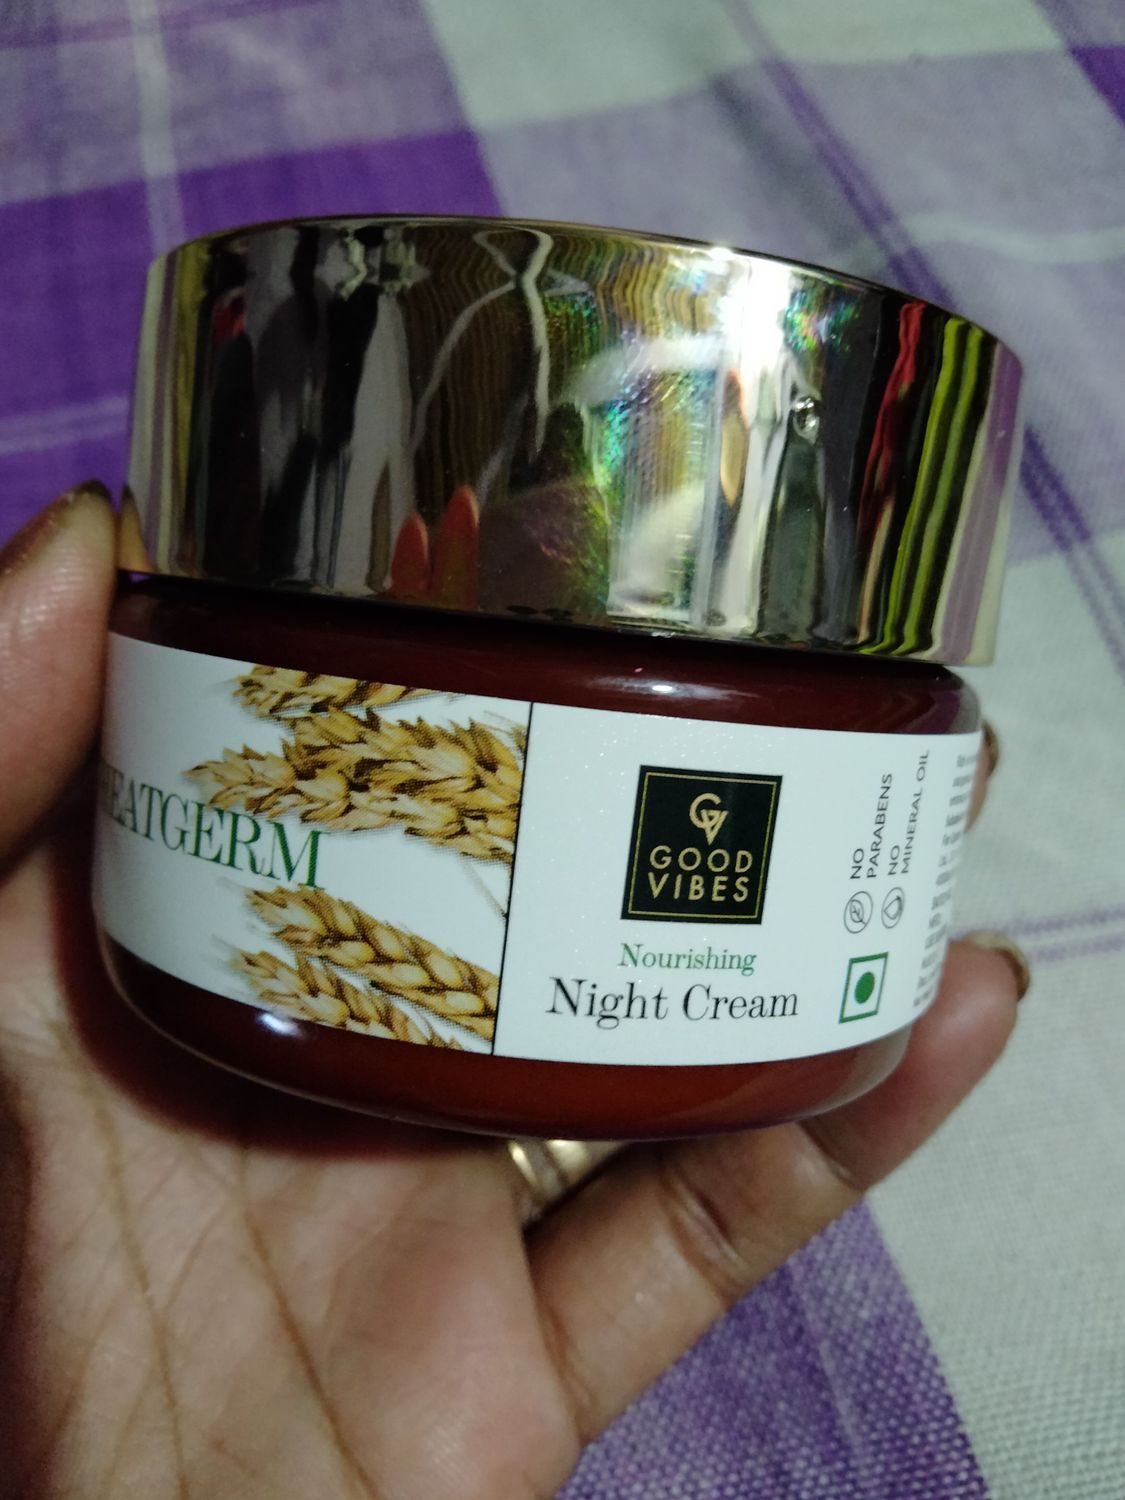 EATGERM
GV
GOOD
VIBES
Nourishing
Night Cream
NO
PARABENS
NO
MINERAL OIL